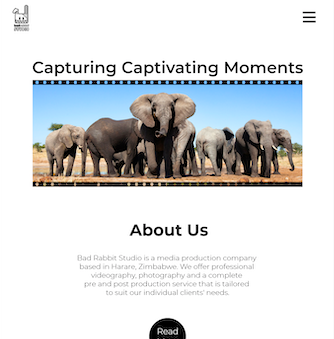 Capturing Captivating Moments
About Us
Bad Rabbit Studio is a media production company
based in Harare, Zimbabwe. We offer professional
videography, photography and a complete
pre and post production service that is tailored
to suit our individual clients' needs.
Read